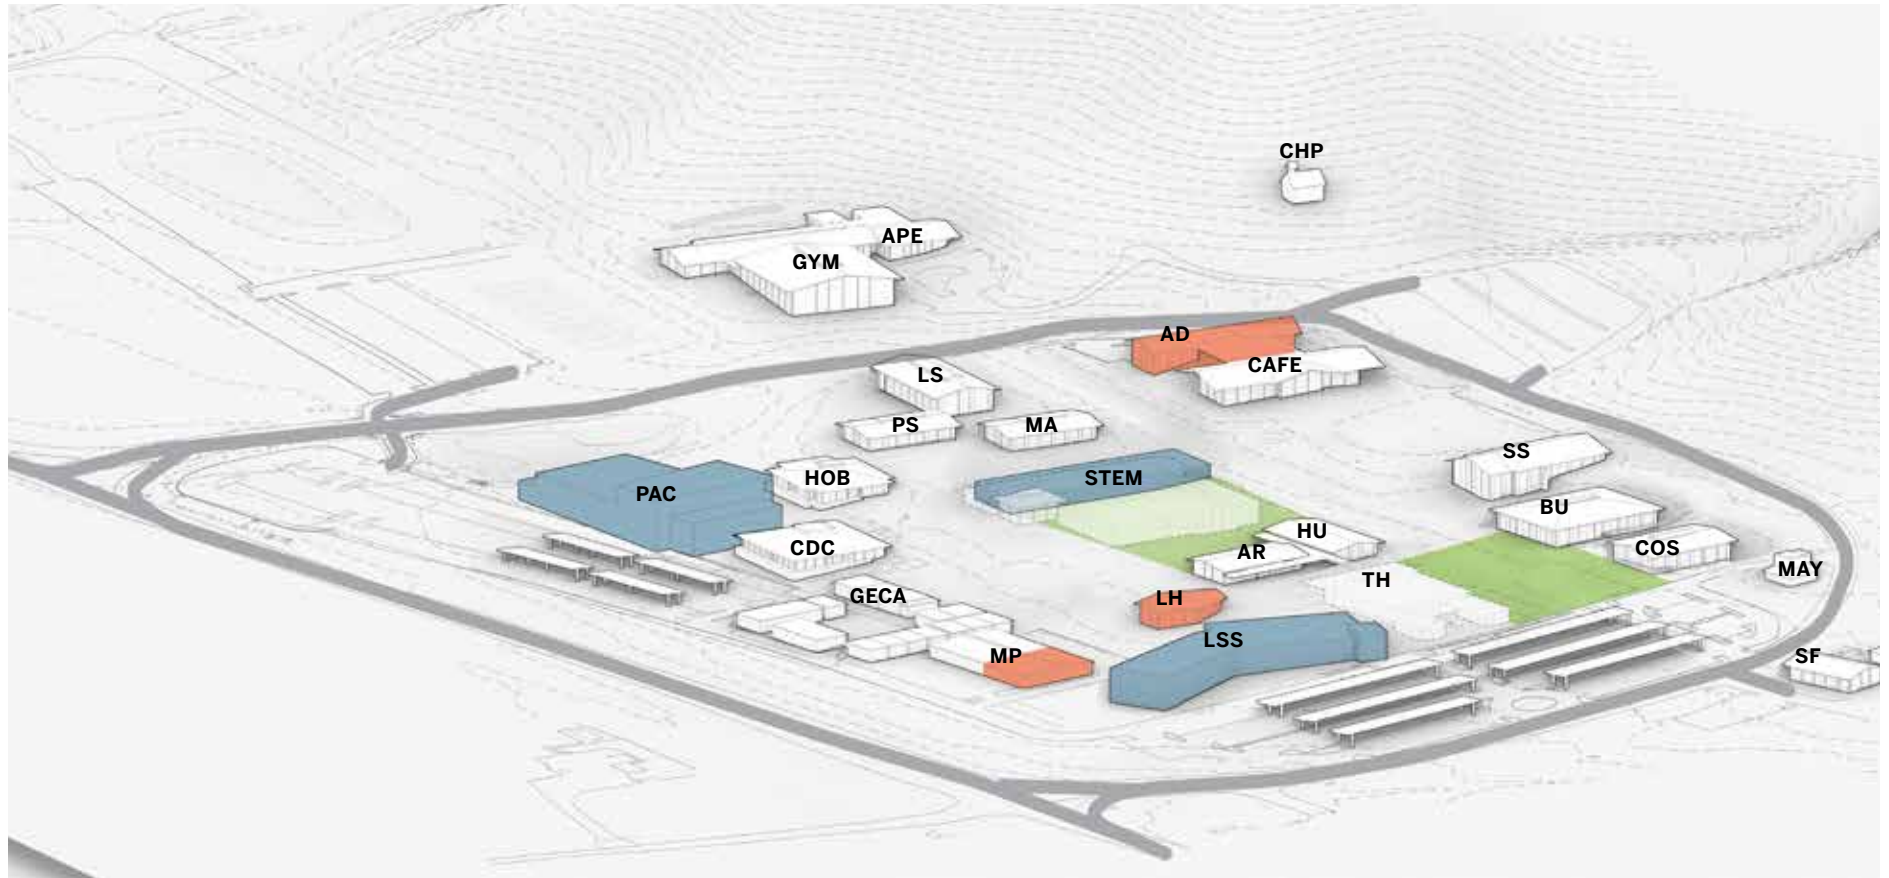 CHP
APE
GYM
AD
CAFE
LS
PS
MA
SS
HOB
STEM
PAC
BU
HU
CDC
AR
COS
MAY
TH
GECA
LH
LSS
MP
SF